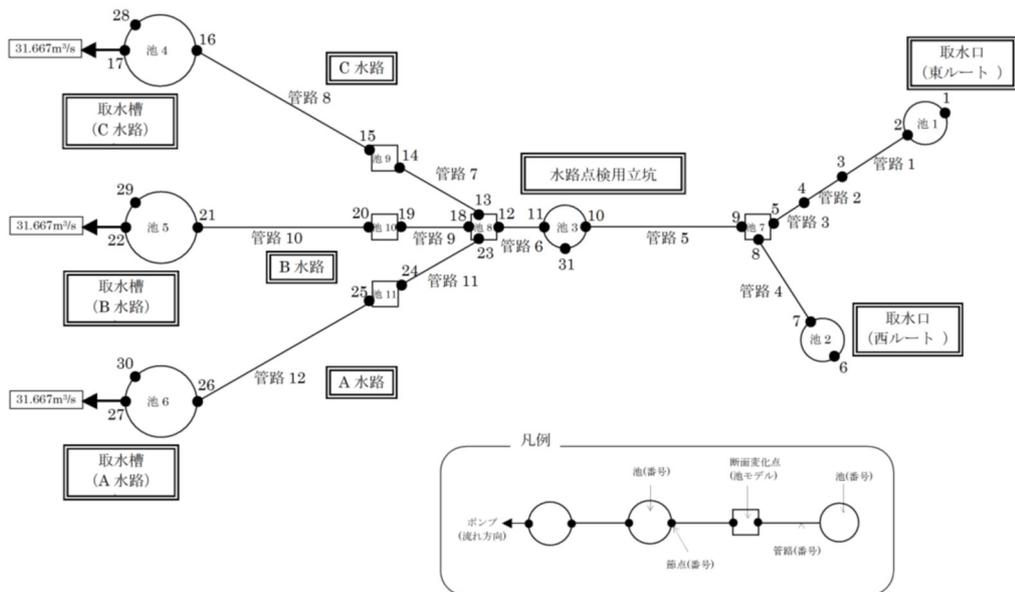 28
31.667m³/s
17
池 4
16
C 水路
取水口
(東ルート )
1
2
池 1
取水槽
(C 水路)
管路 8
15
池 9
14
管路 7
水路点検用立坑
3
管路 1
4
管路 2
5
管路 3
29
31.667m³/s
22
池 5
21
管路 10
20
池 10
19
管路 9
13
18
池 8
12
23
管路 6
11
池 3
10
31
管路 5
9
池 7
8
取水槽
(B 水路)
B 水路
24
管路 11
25
池 11
管路 4
7
池 2
6
取水口
(西ルート )
30
31.667m³/s
27
池 6
26
管路 12
A 水路
取水槽
(A 水路)
凡例
池(番号)
断面変化点
(池モデル)
池(番号)
ポンプ
(流れ方向)
節点(番号)
管路(番号)